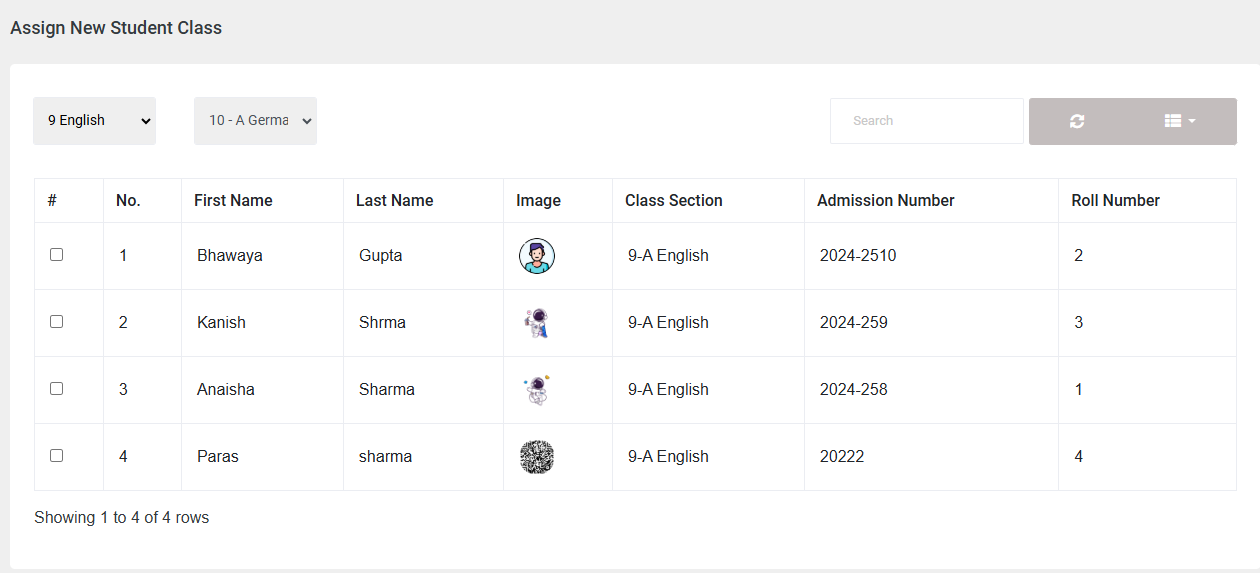 Assign New Student Class
9 English 10 - A Germa Search
# No. First Name Last Name Image Class Section Admission Number Roll Number
1 Bhawaya Gupta 9-A English 2024-2510 2
2 Kanish Shrma 9-A English 2024-259 3
3 Anaisha Sharma 9-A English 2024-258 1
4 Paras sharma 9-A English 20222 4
Showing 1 to 4 of 4 rows